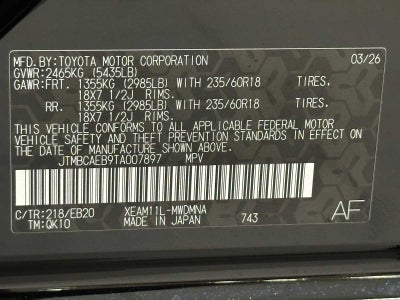 MFD.BY:TOYOTA MOTOR CORPORATION 03/26
GVWR:2465KG (5435LB)
GAWR:FRT. 1355KG (2985LB) WITH 235/60R18 TIRES.
18X7 1/2J RIMS.
RR. 1355KG (2985LB) WITH 235/60R18 TIRES.
18X7 1/2J RIMS.
THIS VEHICLE CONFORMS TO ALL APPLICABLE
FEDERAL MOTOR VEHICLE SAFETY
STANDARDS IN EFFECT ON THE DATE OF
MANUFACTURE SHOWN ABOVE.
JTMBCAEB9TA007897 MPV
C/TR:218/EB20 XEAM11L-MWDMNA
TM:QK10 MADE IN JAPAN 743 AF